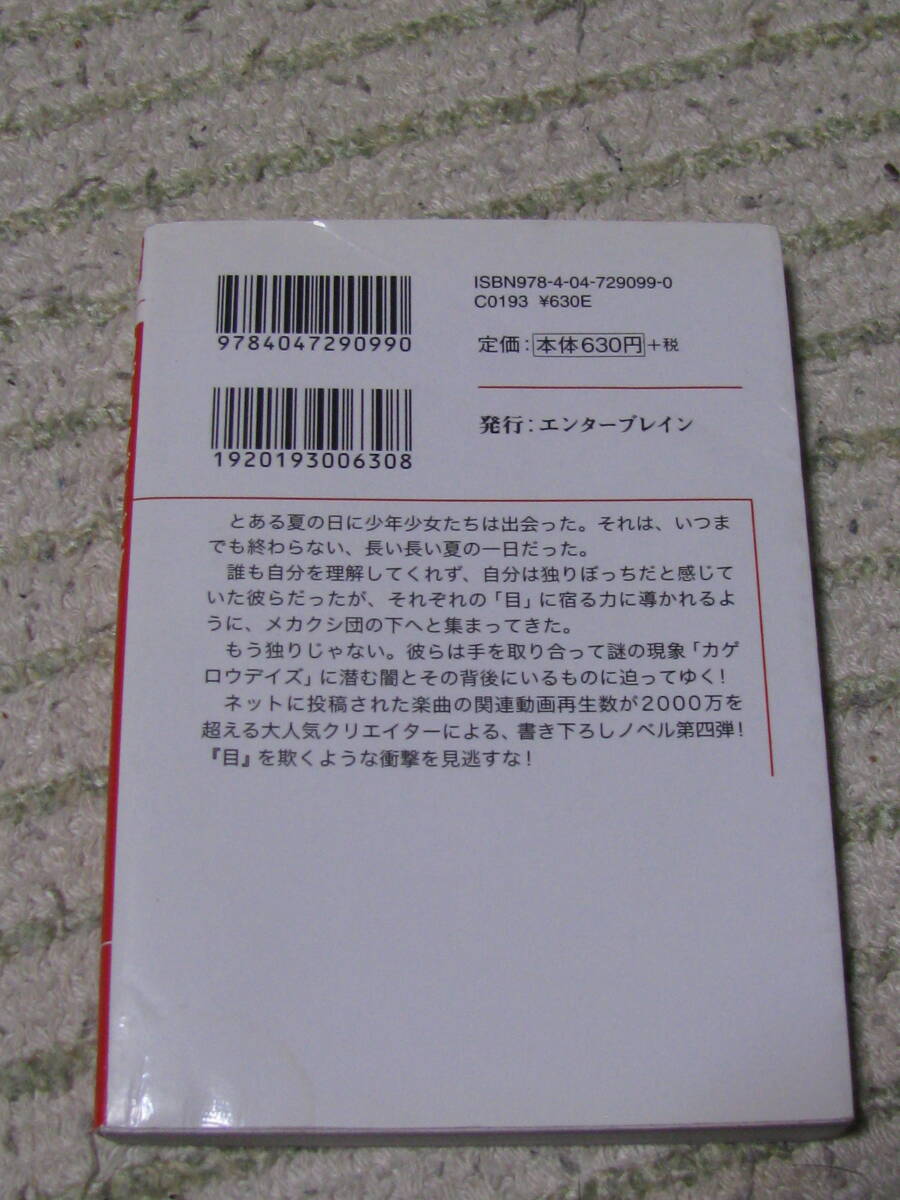 9784047290990
1920193006308
ISBN978-4-04-729099-0
C0193 ¥630E
定価：本体630円+税
発行：エンターブレイン
とある夏の日に少年少女たちは出会った。それは、いつま
でも終わらない、長い長い夏の一日だった。
誰も自分を理解してくれず、自分は独りぼっちだと感じて
いた彼らだったが、それぞれの「目」に宿る力に導かれるよ
うに、メカクシ団の下へと集まってきた。
もう独りじゃない。彼らは手を取り合って謎の現象「カゲ
ロウデイズ」に潜む闇とその背後にいるものに迫ってゆく！
ネットに投稿された楽曲の関連動画再生数が2000万を
超える大人気クリエイターによる、書き下ろしノベル第四弾！
『目』を欺くような衝撃を見逃すな！